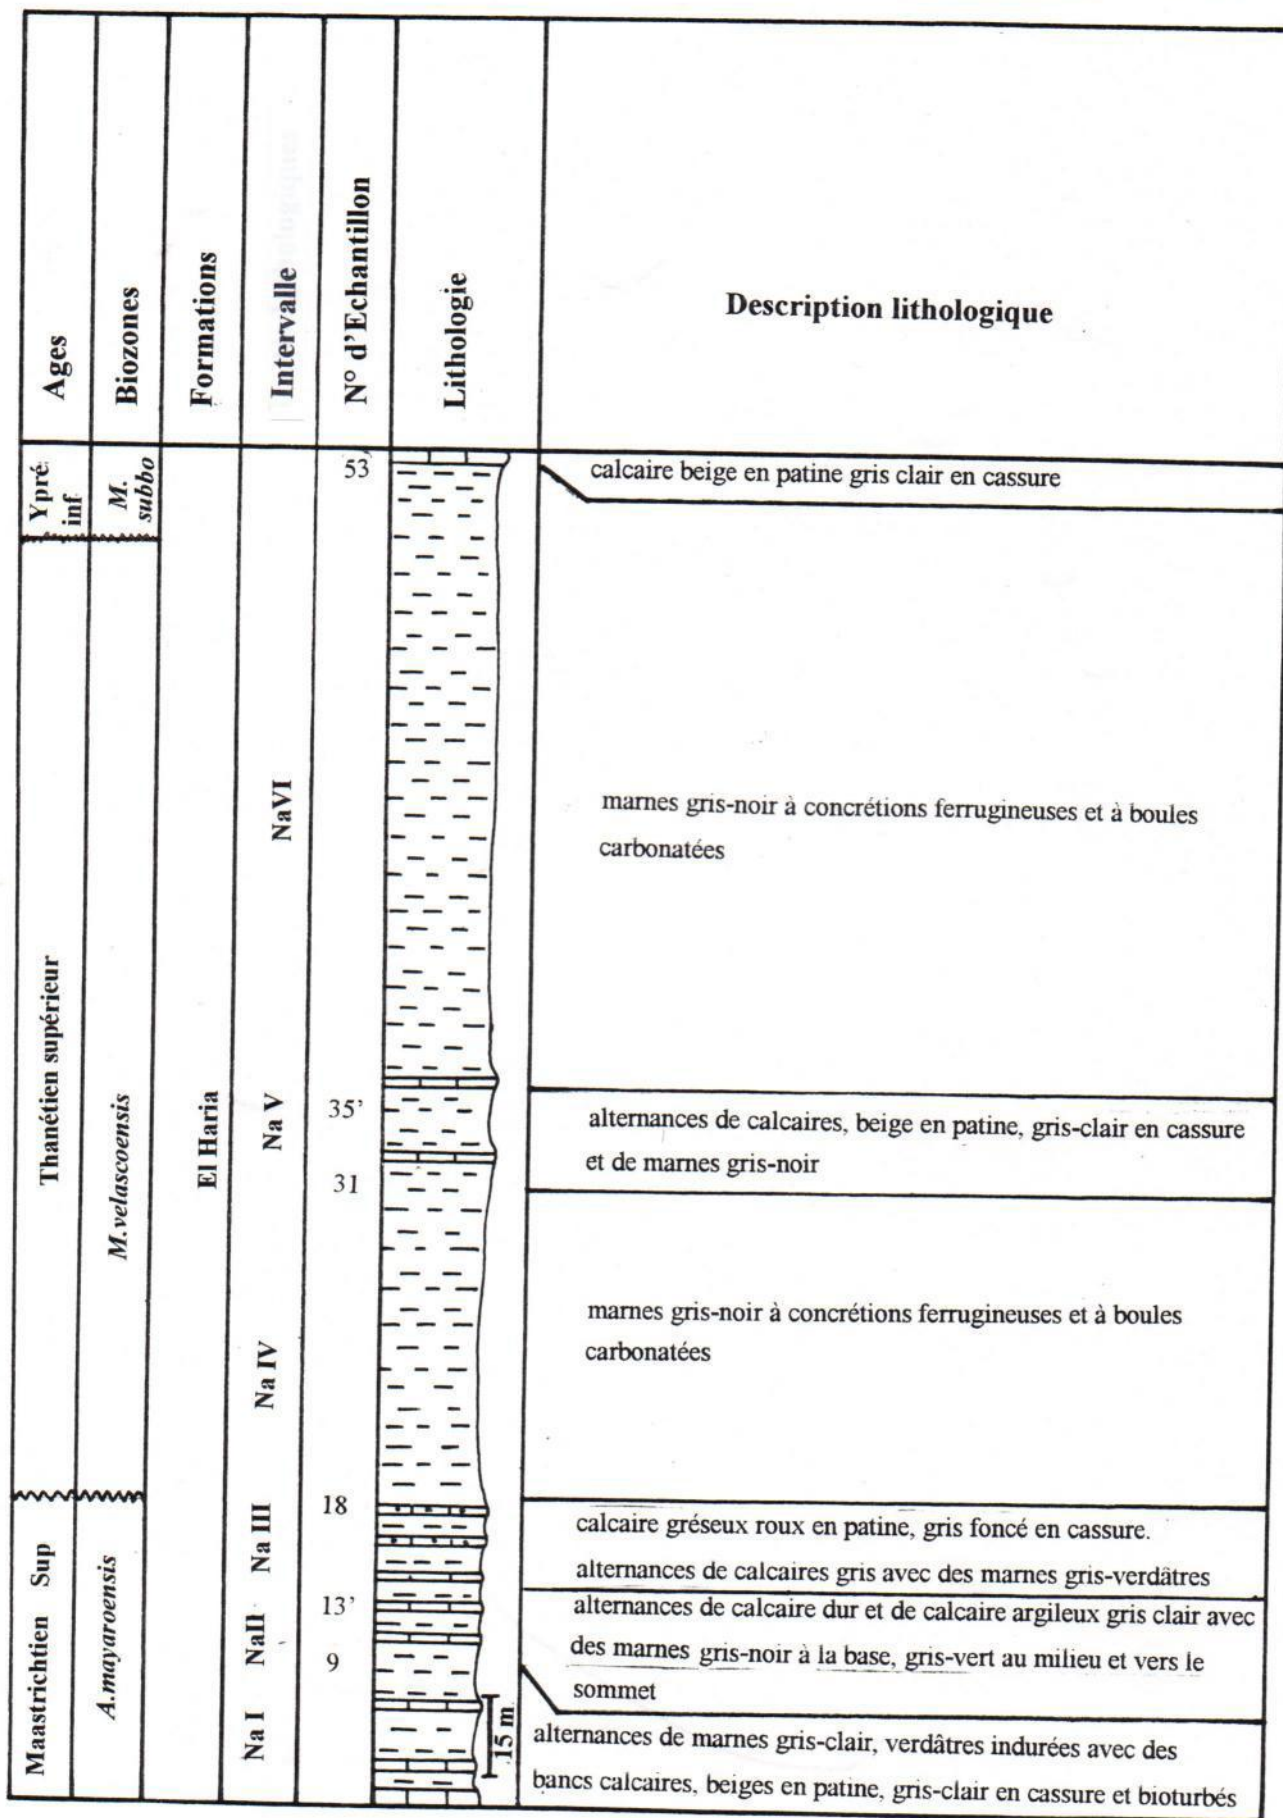 Ages
Biozones
Formations
Intervalle
N° d'Echantillon
Lithologie
Description lithologique
Ypré
inf
M.
subbo
53
calcaire beige en patine gris clair en cassure
NaVI
marnes gris-noir à concrétions ferrugineuses et à boules
carbonatées
Thanétien supérieur
M.velascoensis
El Haria
Na V
35'
31
alternances de calcaires, beige en patine, gris-clair en cassure
et de marnes gris-noir
Na IV
marnes gris-noir à concrétions ferrugineuses et à boules
carbonatées
Maastrichtien Sup
A.mayaroensis
Na III
18
calcaire gréseux roux en patine, gris foncé en cassure.
alternances de calcaires gris avec des marnes gris-verdâtres
NaII
13'
9
alternances de calcaire dur et de calcaire argileux gris clair avec
des marnes gris-noir à la base, gris-vert au milieu et vers le
sommet
Na I
15 m
alternances de marnes gris-clair, verdâtres indurées avec des
bancs calcaires, beiges en patine, gris-clair en cassure et bioturbés